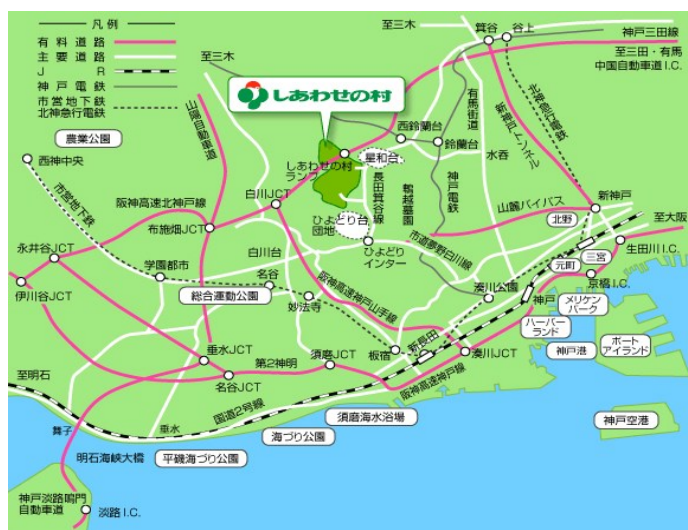 凡 例
有料道路
主要道路
J R
神戸電鉄
市営地下鉄
北神急行電鉄
至三木
至三木
箕谷
谷上
神戸三田線
至三田・有馬
中国自動車道I.C.
しあわせの村
山陽自動車道
農業公園
西神中央
市営地下鉄
西鈴蘭台
鈴蘭台
有馬街道
水呑
新神戸トンネル
北神急行電鉄
しあわせの村
ランプ
星和台
長田箕谷線
鵯越墓園
神戸電鉄
山麓バイパス
新神戸
北野
至大阪
白川JCT
阪神高速北神戸線
布施畑JCT
ひよどり台
団地
ひよどり
インター
市道夢野白川線
永井谷JCT
伊川谷JCT
学園都市
白川台
名谷
総合運動公園
妙法寺
阪神高速神戸山手線
湊川公園
元町
三宮
生田川I.C.
京橋I.C.
神戸
メリケン
パーク
ハーバー
ランド
神戸港
ポート
アイランド
神戸空港
垂水JCT
名谷JCT
第2神明
須磨JCT
板宿
新長田
湊川JCT
阪神高速神戸線
至明石
国道2号線
須磨海水浴場
海づり公園
舞子
垂水
明石海峡大橋
平磯海づり公園
神戸淡路鳴門
自動車道
淡路I.C.